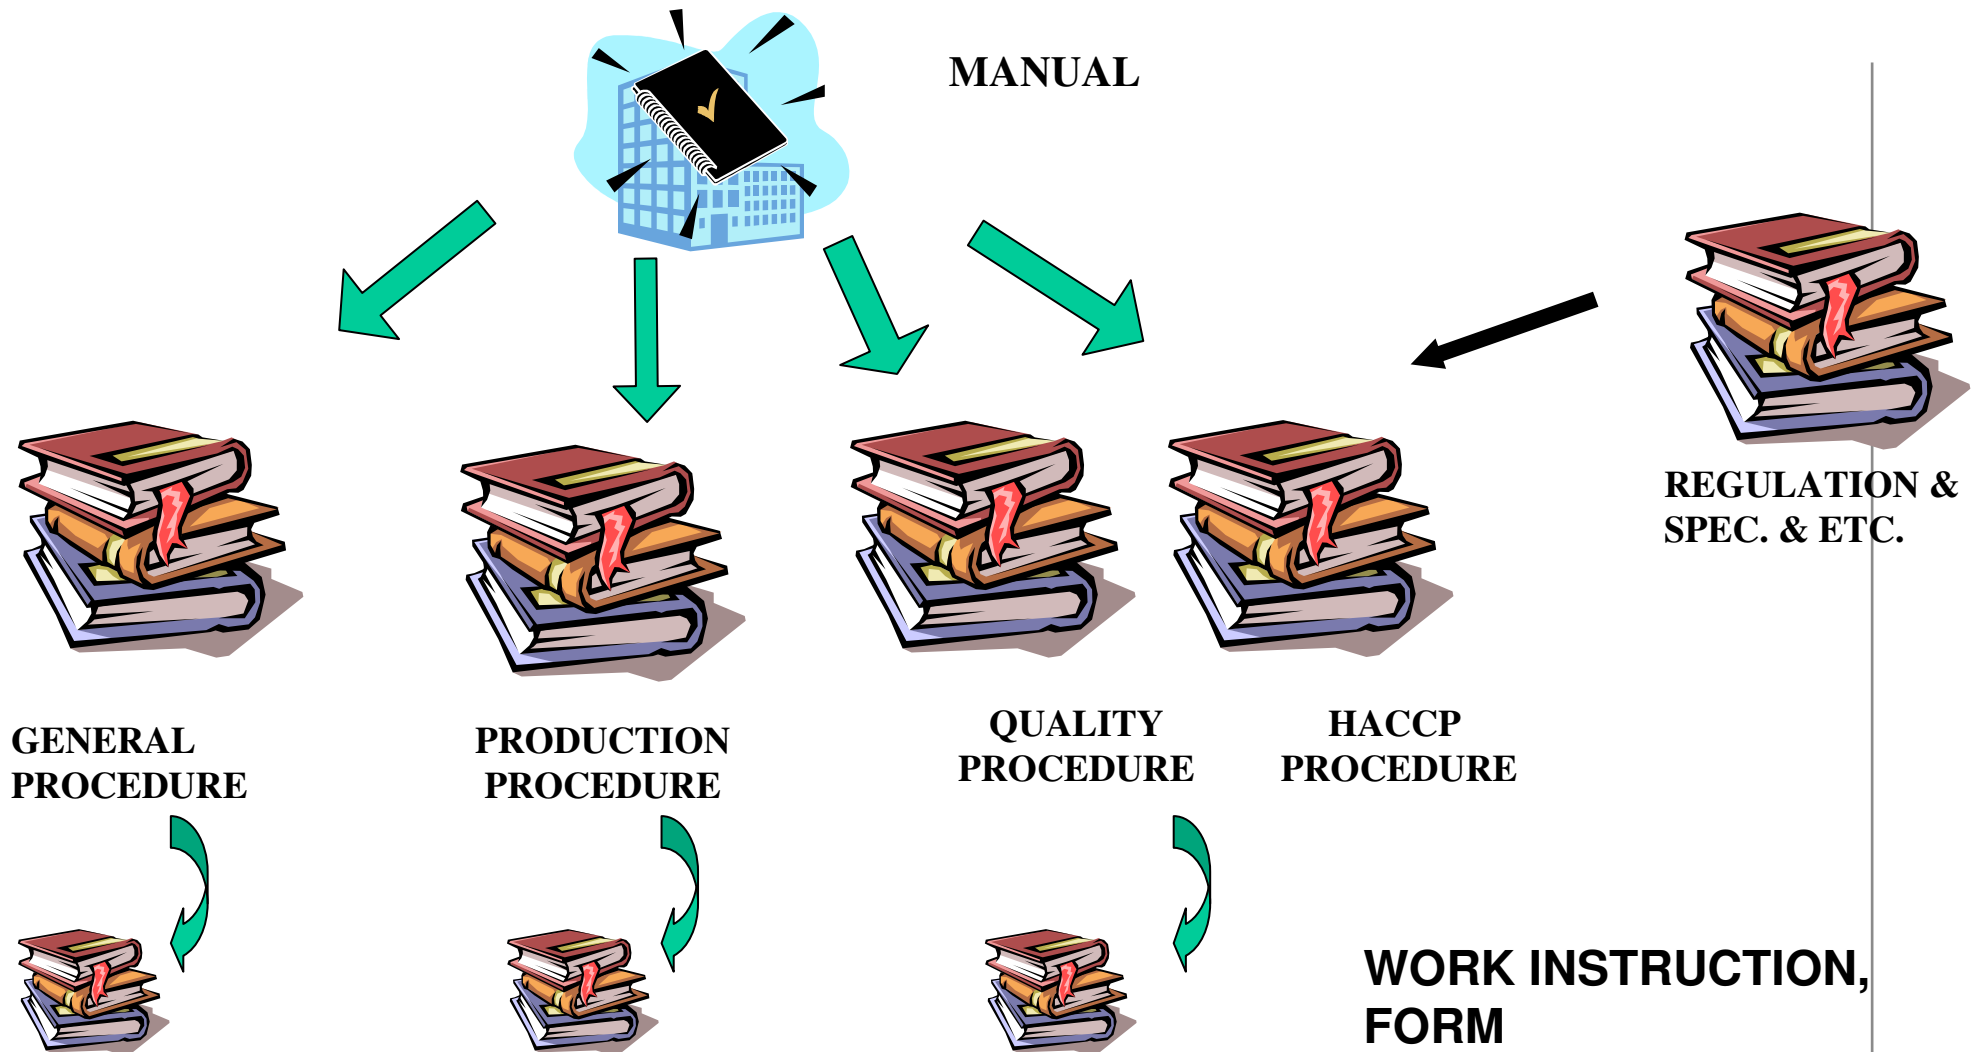 MANUAL
REGULATION &
SPEC. & ETC.
GENERAL
PROCEDURE
PRODUCTION
PROCEDURE
QUALITY
PROCEDURE
HACCP
PROCEDURE
WORK INSTRUCTION,
FORM